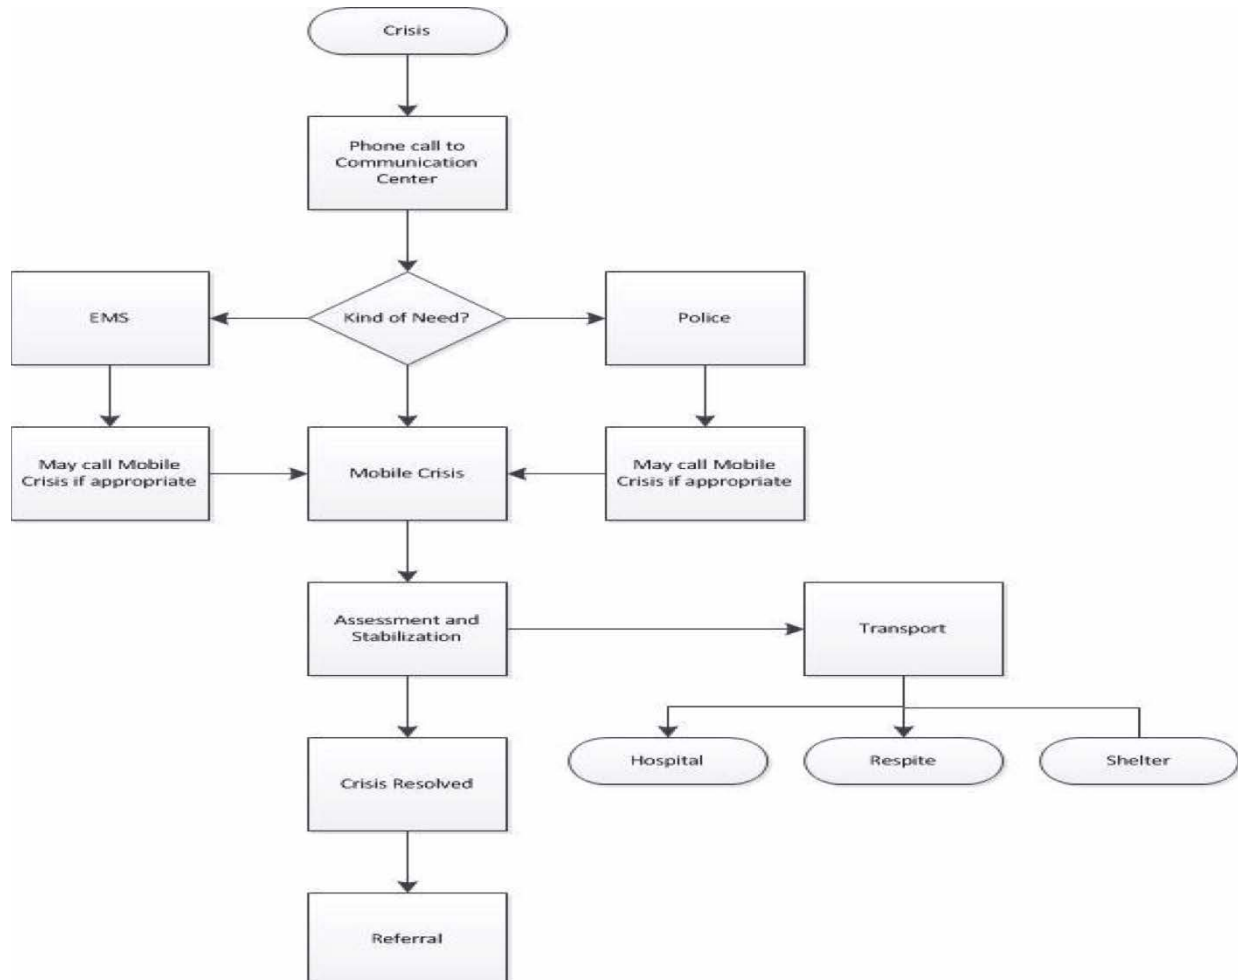 Crisis
Phone call to
Communication
Center
EMS
Kind of Need?
Police
May call Mobile
Crisis if appropriate
Mobile Crisis
May call Mobile
Crisis if appropriate
Assessment and
Stabilization
Transport
Hospital
Respite
Shelter
Crisis Resolved
Referral